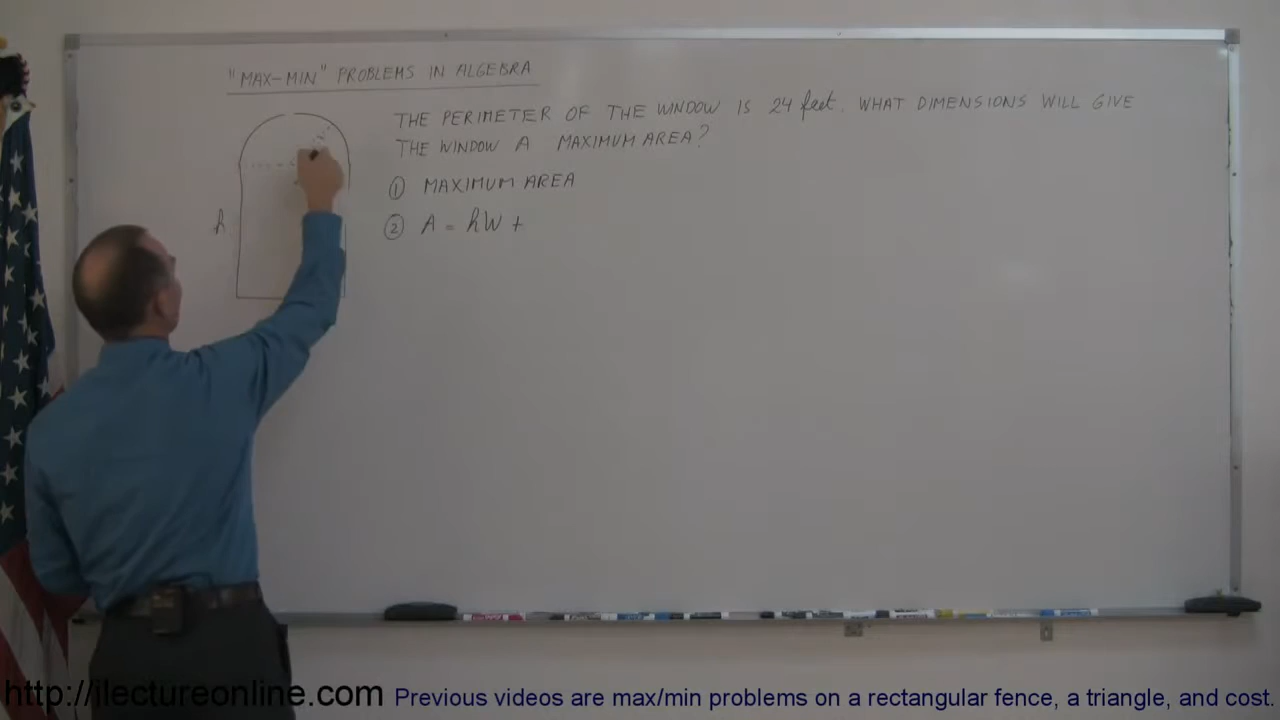 "MAX-MIN" PROBLEMS IN ALGEBRA
THE PERIMETER OF THE WINDOW IS 24 feet. WHAT DIMENSIONS WILL GIVE
THE WINDOW A MAXIMUM AREA?
① MAXIMUM AREA
h
② A = hW +
http://ilectureonline.com Previous videos are max/min problems on a rectangular fence, a triangle, and cost.